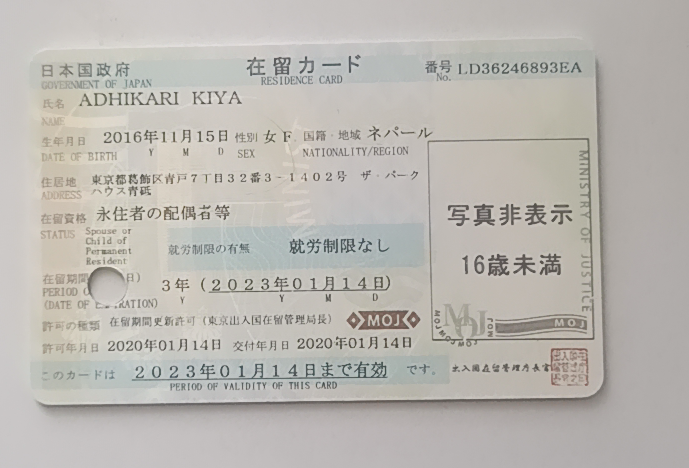 日本国政府 在留カード 番号 LD36246893EA
GOVERNMENT OF JAPAN RESIDENCE CARD No.
氏名 ADHIKARI KIYA
NAME
生年月日 2016年11月15日 性別 女 F. 国籍・地域 ネパール
DATE OF BIRTH Y M D SEX NATIONALITY/REGION
住居地 東京都葛飾区青戸7丁目32番3-1402号 ザ・パーク
ADDRESS ハウス青砥
在留資格 永住者の配偶者等
STATUS Spouse or
Child of
Permanent
Resident
就労制限の有無 就労制限なし
写真非表示
16歳未満
MINISTRY OF JUSTICE
在留期間 日) 3年(2023年01月14日)
PERIOD O
(DATE OF E RATION) Y Y M D
許可の種類 在留期間更新許可(東京出入国在留管理局長) MOJ
MOJ MOJ
許可年月日 2020年01月14日 交付年月日 2020年01月14日
このカードは 2023年01月14日まで有効 です。
PERIOD OF VALIDITY OF THIS CARD
出入国在留管理庁長官